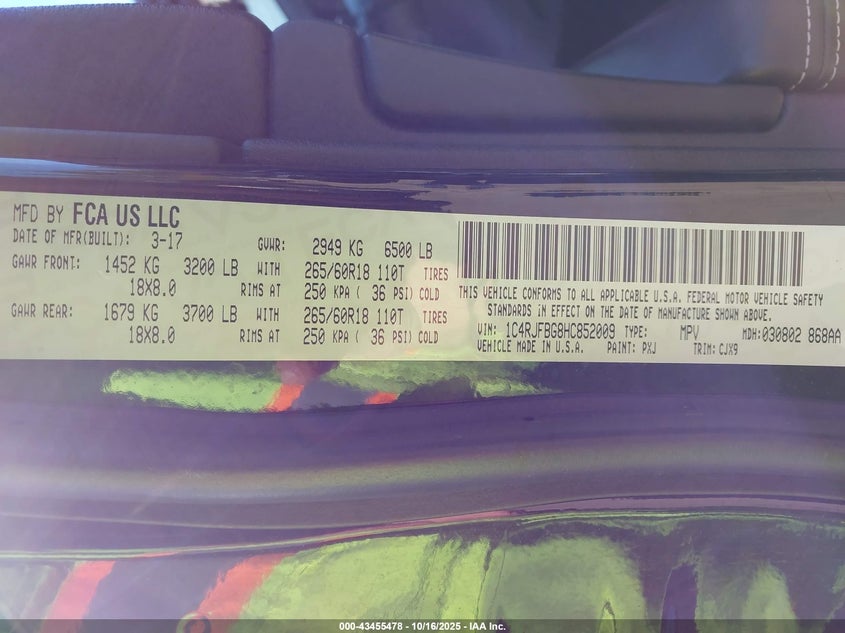 MFD BY FCA US LLC
DATE OF MFR(BUILT): 3-17 GVWR: 2949 KG 6500 LB
GAWR FRONT: 1452 KG 3200 LB WITH 265/60R18 110T TIRES
18X8.0 RIMS AT 250 KPA ( 36 PSI) COLD
GAWR REAR: 1679 KG 3700 LB WITH 265/60R18 110T TIRES
18X8.0 RIMS AT 250 KPA ( 36 PSI) COLD
THIS VEHICLE CONFORMS TO ALL APPLICABLE U.S.A. FEDERAL MOTOR VEHICLE SAFETY
STANDARDS IN EFFECT ON THE DATE OF MANUFACTURE SHOWN ABOVE.
VIN: 1C4RJFBG8HC852009 TYPE: MPV MDH: 030802 868AA
VEHICLE MADE IN U.S.A. PAINT: PXJ TRIM: CJX9
000-43455478 - 10/16/2025 - IAA Inc.